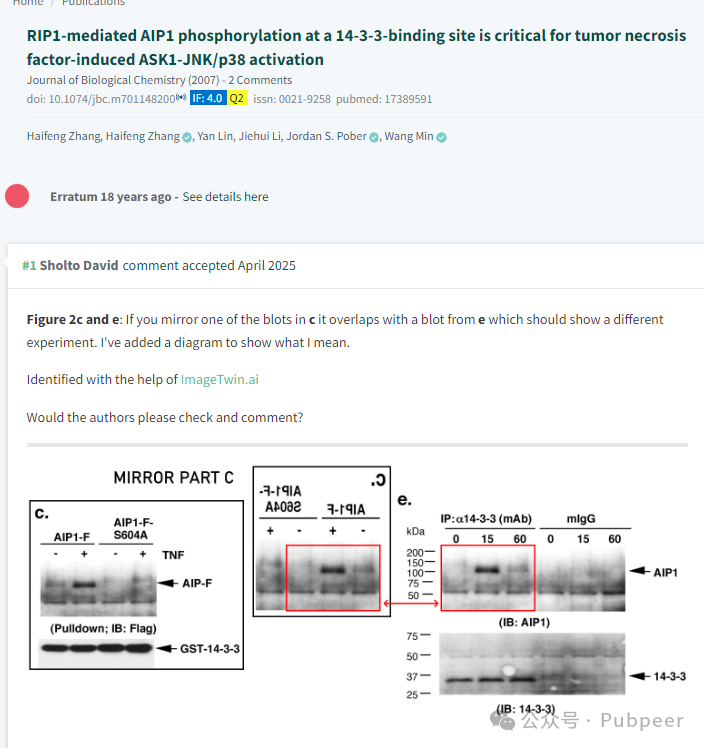 Home / Publications
RIP1-mediated AIP1 phosphorylation at a 14-3-3-binding site is critical for tumor necrosis
factor-induced ASK1-JNK/p38 activation
Journal of Biological Chemistry (2007) - 2 Comments
doi: 10.1074/jbc.m701148200 IF: 4.0 Q2 issn: 0021-9258 pubmed: 17389591
Haifeng Zhang, Haifeng Zhang, Yan Lin, Jiehui Li, Jordan S. Pober, Wang Min
Erratum 18 years ago - See details here
#1 Sholto David comment accepted April 2025
Figure 2c and e: If you mirror one of the blots in c it overlaps with a blot from e which should show a different
experiment. I've added a diagram to show what I mean.
Identified with the help of ImageTwin.ai
Would the authors please check and comment?
MIRROR PART C
c.
AIP1-F
AIP1-F-
S604A
- + - + TNF
AIP-F
(Pulldown; IB: Flag)
GST-14-3-3
c.
AIP1-F-
S604A
AIP1-F
+ - + -
e.
IP:α14-3-3 (mAb) mIgG
kDa
0 15 60 0 15 60
200
150
100
75
50
AIP1
(IB: AIP1)
75
50
37
25
14-3-3
(IB: 14-3-3)
公众号 · Pubpeer